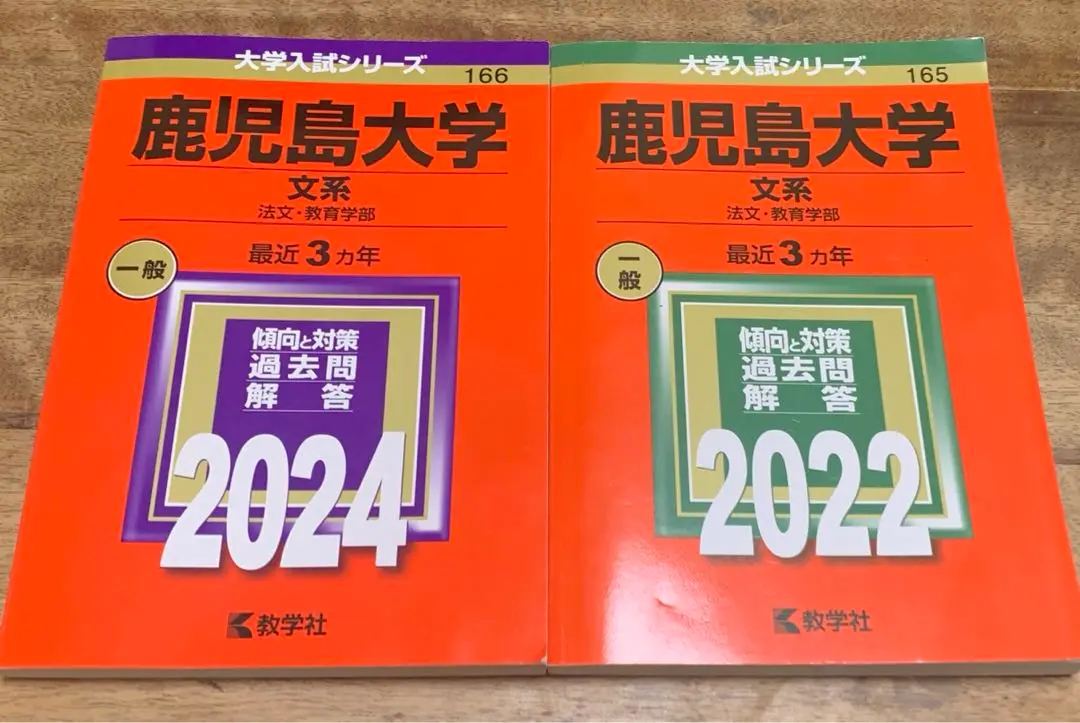 大学入試シリーズ
166
鹿児島大学
文系
法文・教育学部
最近3カ年
一般
傾向と対策
過去問
解答
2024
教学社
大学入試シリーズ
165
鹿児島大学
文系
法文・教育学部
最近3カ年
一般
傾向と対策
過去問
解答
2022
教学社